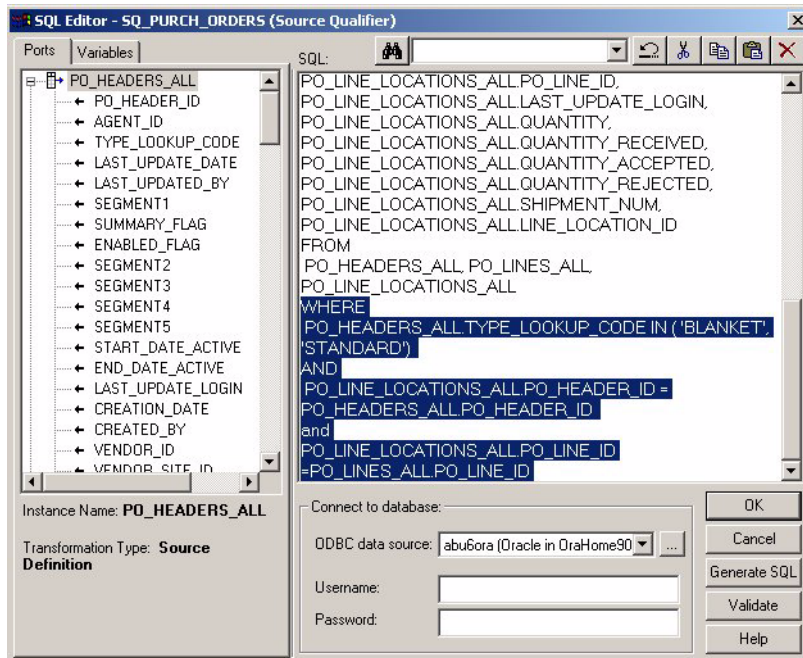 SQL Editor - SQ_PURCH_ORDERS (Source Qualifier)
Ports
Variables
SQL:
PO_HEADERS_ALL
PO_HEADER_ID
AGENT_ID
TYPE_LOOKUP_CODE
LAST_UPDATE_DATE
LAST_UPDATED_BY
SEGMENT1
SUMMARY_FLAG
ENABLED_FLAG
SEGMENT2
SEGMENT3
SEGMENT4
SEGMENT5
START_DATE_ACTIVE
END_DATE_ACTIVE
LAST_UPDATE_LOGIN
CREATION_DATE
CREATED_BY
VENDOR_ID
VENDOR_SITE_ID
Instance Name: PO_HEADERS_ALL
Transformation Type: Source
Definition
PO_LINE_LOCATIONS_ALL.PO_LINE_ID,
PO_LINE_LOCATIONS_ALL.LAST_UPDATE_LOGIN,
PO_LINE_LOCATIONS_ALL.QUANTITY,
PO_LINE_LOCATIONS_ALL.QUANTITY_RECEIVED,
PO_LINE_LOCATIONS_ALL.QUANTITY_ACCEPTED,
PO_LINE_LOCATIONS_ALL.QUANTITY_REJECTED,
PO_LINE_LOCATIONS_ALL.SHIPMENT_NUM,
PO_LINE_LOCATIONS_ALL.LINE_LOCATION_ID
FROM
PO_HEADERS_ALL, PO_LINES_ALL,
PO_LINE_LOCATIONS_ALL
WHERE
PO_HEADERS_ALL.TYPE_LOOKUP_CODE IN ( 'BLANKET',
'STANDARD')
AND
PO_LINE_LOCATIONS_ALL.PO_HEADER_ID =
PO_HEADERS_ALL.PO_HEADER_ID
and
PO_LINE_LOCATIONS_ALL.PO_LINE_ID
=PO_LINES_ALL.PO_LINE_ID
Connect to database:
ODBC data source: abu6ora (Oracle in OraHome90 ...
Username:
Password:
OK
Cancel
Generate SQL
Validate
Help